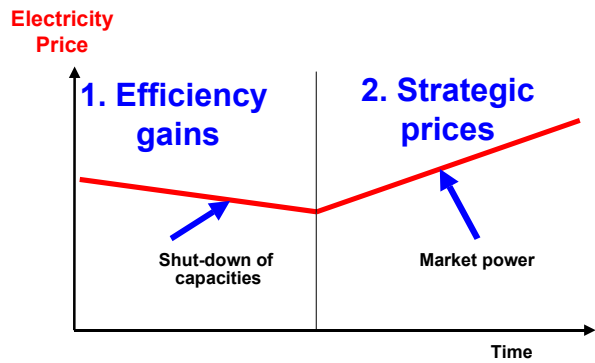 Electricity
Price
1. Efficiency
gains
2. Strategic
prices
Shut-down of
capacities
Market power
Time